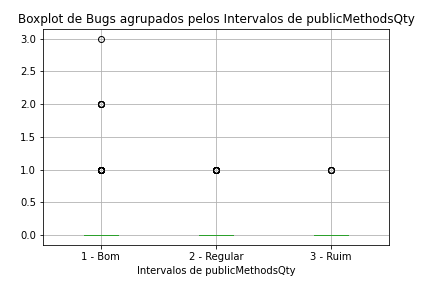 Boxplot de Bugs agrupados pelos Intervalos de publicMethodsQty
3.0
2.5
2.0
1.5
1.0
0.5
0.0
1 - Bom
2 - Regular
3 - Ruim
Intervalos de publicMethodsQty